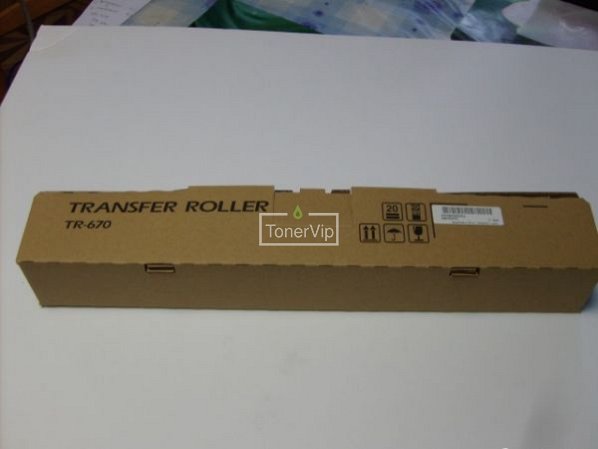 TRANSFER ROLLER
TR-670
TonerVip
20